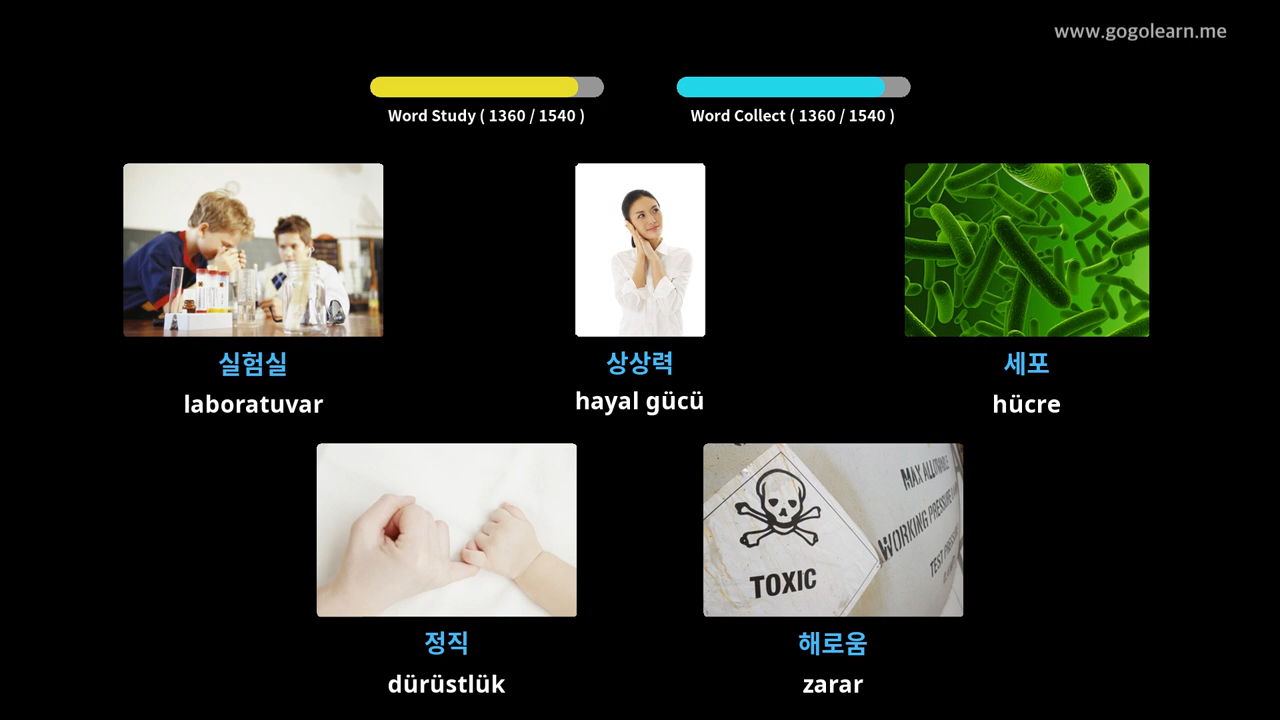 www.gogolearn.me
Word Study ( 1360 / 1540 )
Word Collect ( 1360 / 1540 )
실험실
laboratuvar
상상력
hayal gücü
세포
hücre
MAX ALLOWABLE
WORKING PRESSURE
TEST
TOXIC
정직
dürüstlük
해로움
zarar